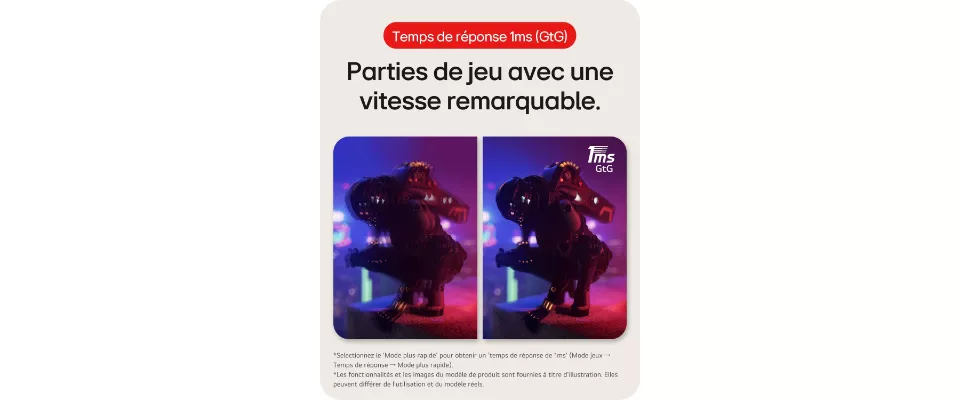 Temps de réponse 1ms (GtG)
Parties de jeu avec une
vitesse remarquable.
1ms
GtG
*Selectionnez le 'Mode plus rapide' pour obtenir un 'temps de réponse de 1ms' (Mode jeux →
Temps de réponse → Mode plus rapide).
*Les fonctionnalités et les images du modèle de produit sont fournies à titre d'illustration. Elles
peuvent différer de l'utilisation et du modèle réels.